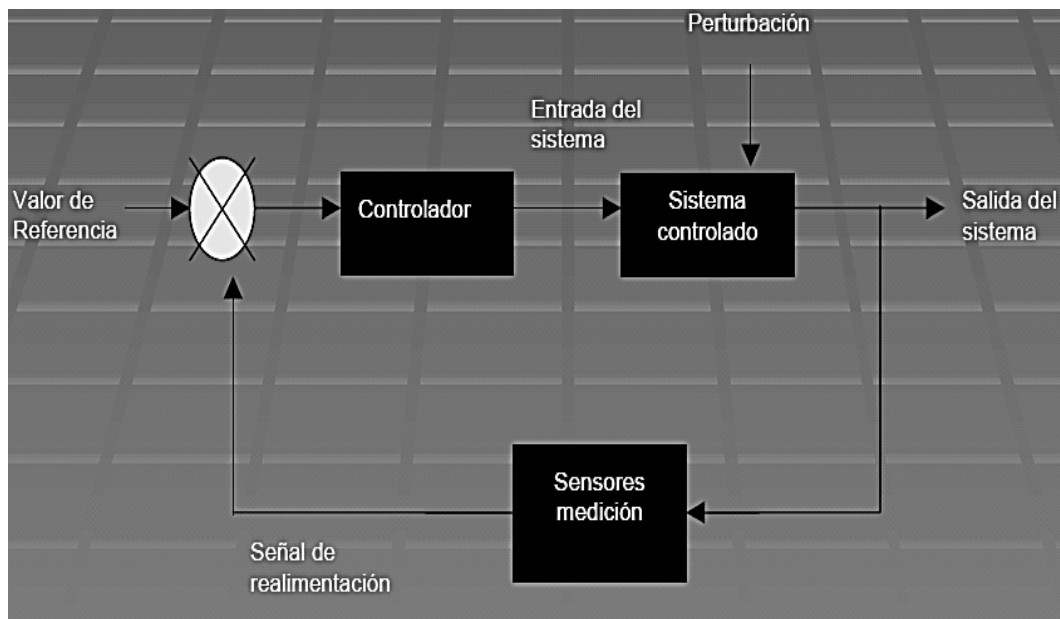 Perturbación
Entrada del
sistema
Valor de
Referencia
Controlador
Sistema
controlado
Salida del
sistema
Sensores
medición
Señal de
realimentación